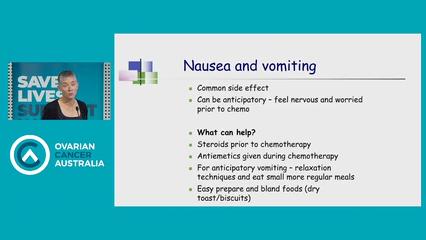 SAVE
LIVES
OVARIAN
CANCER
AUSTRALIA
Nausea and vomiting
Common side effect
Can be anticipatory – feel nervous and worried
prior to chemo
What can help?
Steroids prior to chemotherapy
Antiemetics given during chemotherapy
For anticipatory vomiting – relaxation
techniques and eat small more regular meals
Easy prepare and bland foods (dry
toast/biscuits)